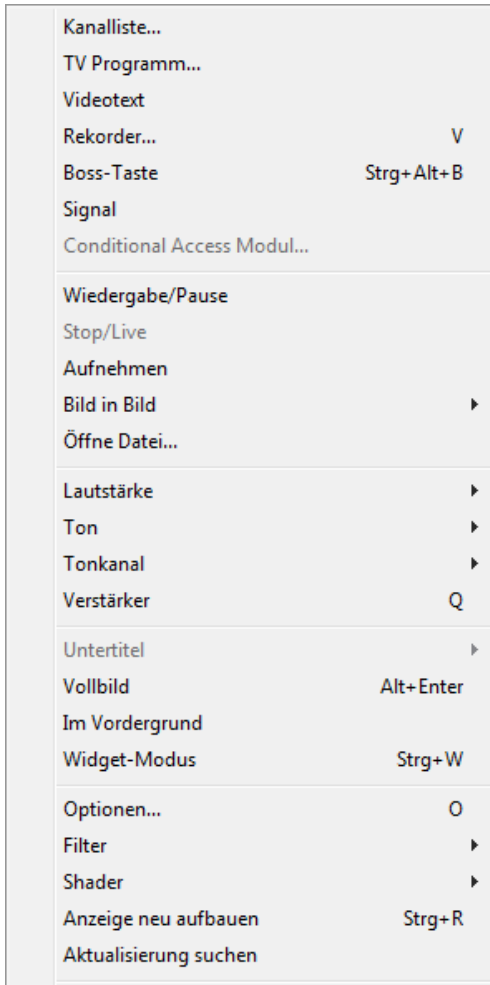 Kanalliste...
TV Programm...
Videotext
Rekorder... V
Boss-Taste Strg+Alt+B
Signal
Conditional Access Modul...
Wiedergabe/Pause
Stop/Live
Aufnehmen
Bild in Bild
Öffne Datei...
Lautstärke
Ton
Tonkanal
Verstärker Q
Untertitel
Vollbild Alt+Enter
Im Vordergrund
Widget-Modus Strg+W
Optionen... O
Filter
Shader
Anzeige neu aufbauen Strg+R
Aktualisierung suchen